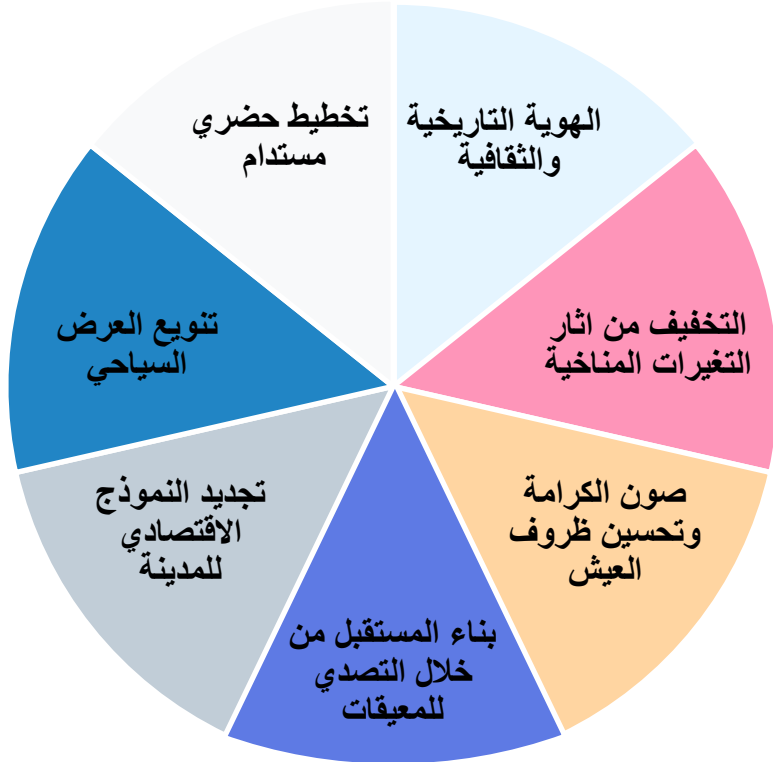 الهوية التاريخية
والثقافية
التخفيف من اثار
التغيرات المناخية
صون الكرامة
وتحسين ظروف
العيش
بناء المستقبل من
خلال التصدي
للمعيقات
تجديد النموذج
الاقتصادي
للمدينة
تنويع العرض
السياحي
تخطيط حضري
مستدام